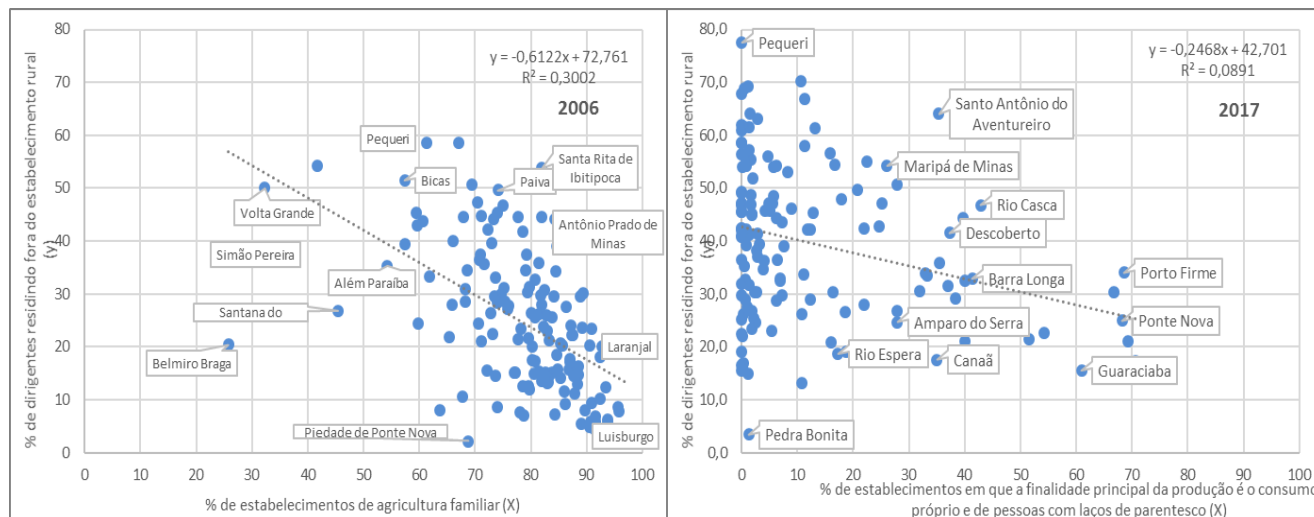 % de dirigentes residindo fora do estabelecimento rural
(y)
80
70
60
50
40
30
20
10
0
y = -0,6122x + 72,761
R² = 0,3002
2006
Pequeri
Santa Rita de
Ibitipoca
Bicas
Paiva
Volta Grande
Antônio Prado de
Minas
Simão Pereira
Além Paraíba
Santana do
Belmiro Braga
Laranjal
Piedade de Ponte Nova
Luisburgo
0 10 20 30 40 50 60 70 80 90 100
% de estabelecimentos de agricultura familiar (X)
% de dirigentes residindo fora do estabelecimento rural
(y)
80,0
70,0
60,0
50,0
40,0
30,0
20,0
10,0
0,0
y = -0,2468x + 42,701
R² = 0,0891
2017
Pequeri
Santo Antônio do
Aventureiro
Maripá de Minas
Rio Casca
Descoberto
Barra Longa
Porto Firme
Amparo do Serra
Ponte Nova
Rio Espera
Canaã
Guaraciaba
Pedra Bonita
0 10 20 30 40 50 60 70 80 90 100
% de estabelecimentos em que a finalidade principal da produção é o consumo
próprio e de pessoas com laços de parentesco (X)